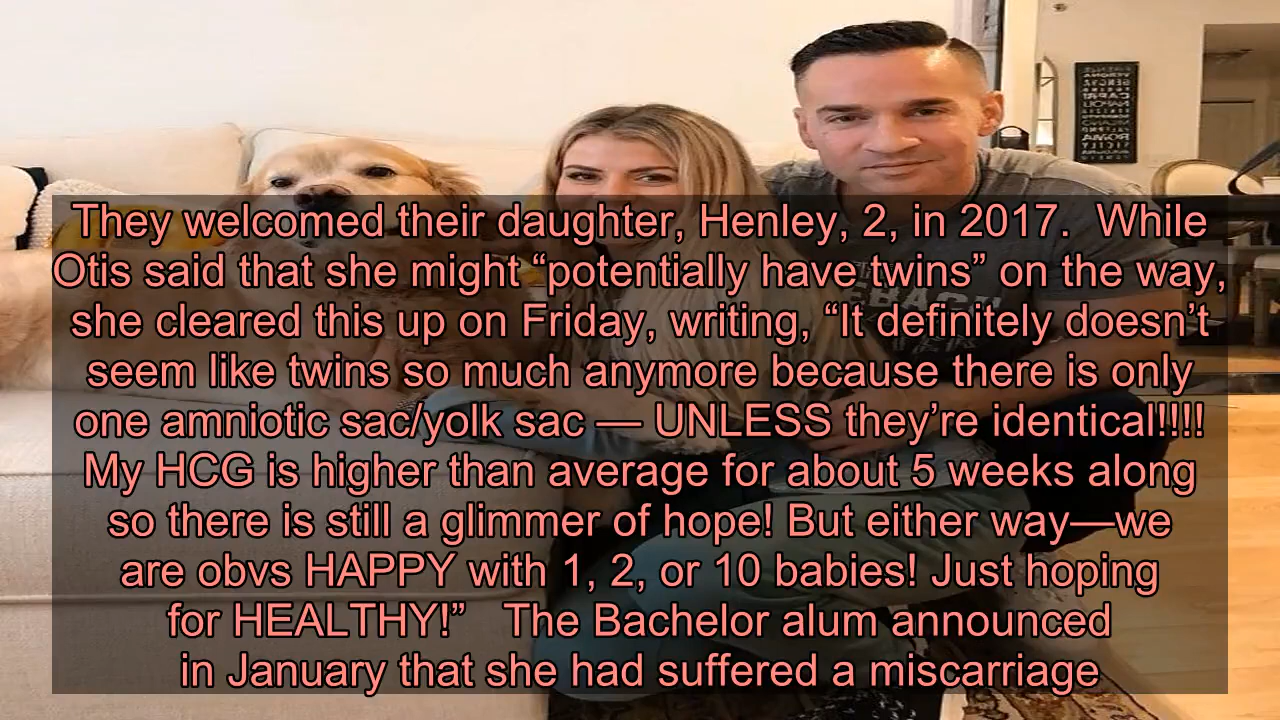 They welcomed their daughter, Henley, 2, in 2017.  While
Otis said that she might “potentially have twins” on the way,
she cleared this up on Friday, writing, “It definitely doesn’t
seem like twins so much anymore because there is only
one amniotic sac/yolk sac — UNLESS they’re identical!!!!
My HCG is higher than average for about 5 weeks along
so there is still a glimmer of hope! But either way—we
are obvs HAPPY with 1, 2, or 10 babies! Just hoping
for HEALTHY!”   The Bachelor alum announced
in January that she had suffered a miscarriage